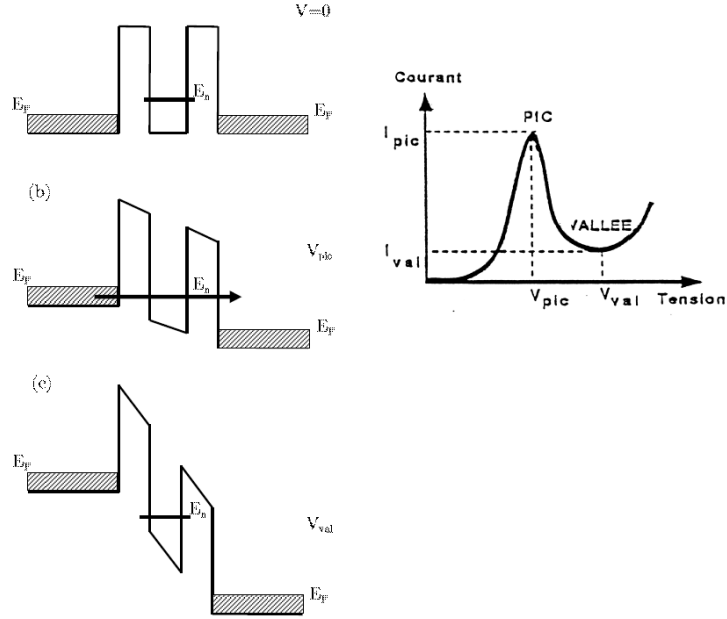 V=0
E_n
E_F
E_F
(b)
V_pic
E_F
E_n
E_F
(c)
E_F
E_n
V_val
E_F
Courant
PIC
I_pic
VALLEE
I_val
V_pic
V_val
Tension